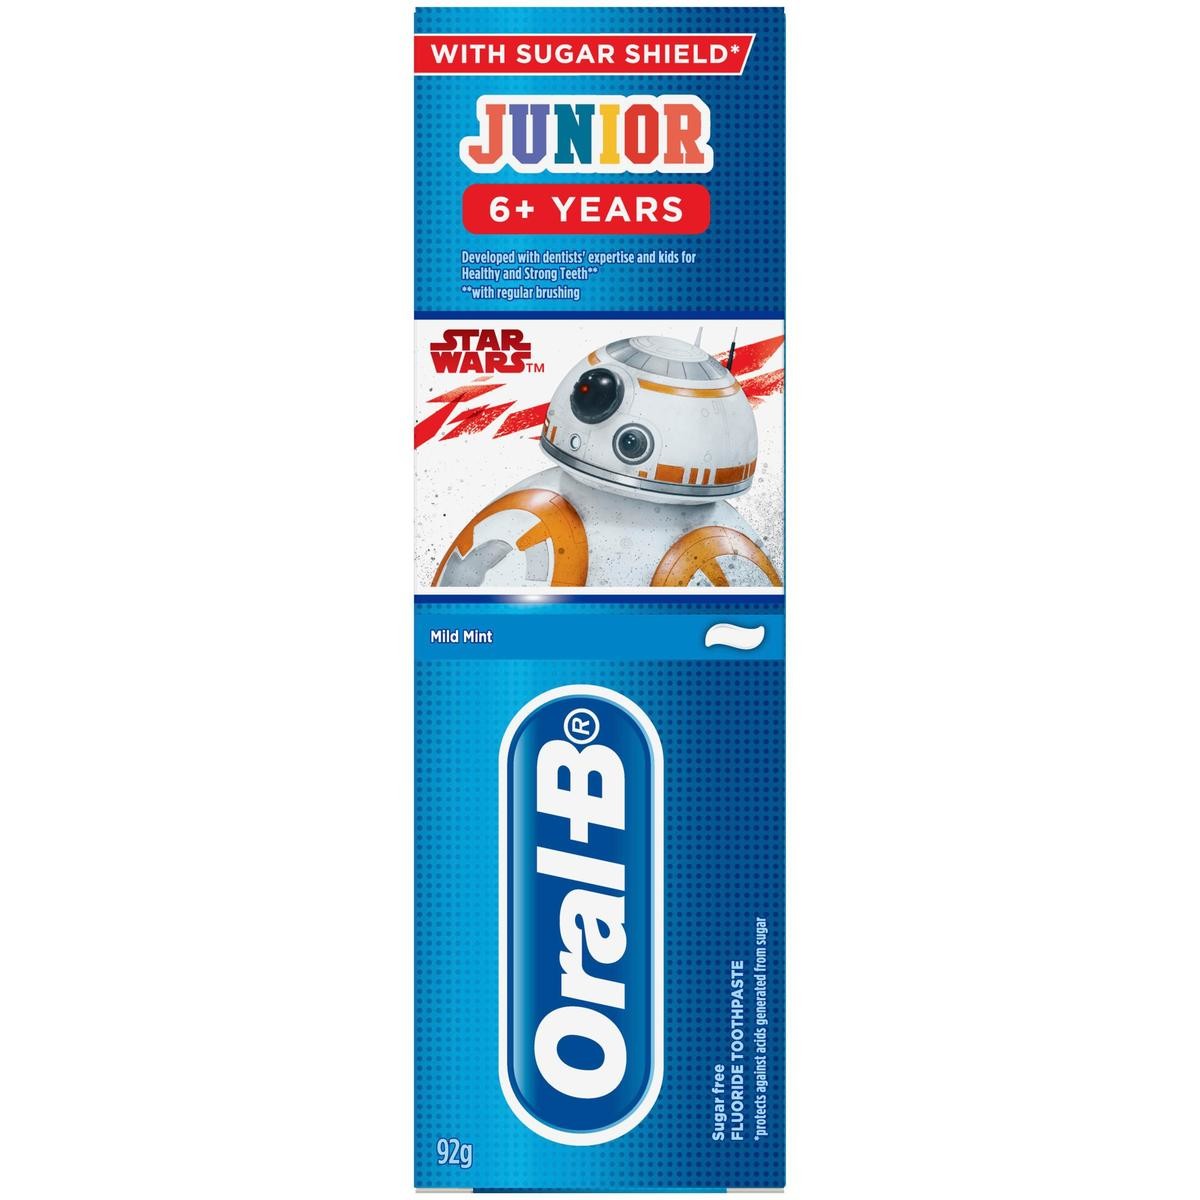 WITH SUGAR SHIELD*
JUNIOR
6+ YEARS
Developed with dentists' expertise and kids for
Healthy and Strong Teeth**
**with regular brushing
STAR
WARS™
Mild Mint
Oral-B®
Sugar free
FLUORIDE TOOTHPASTE
*protects against acids generated from sugar
92g